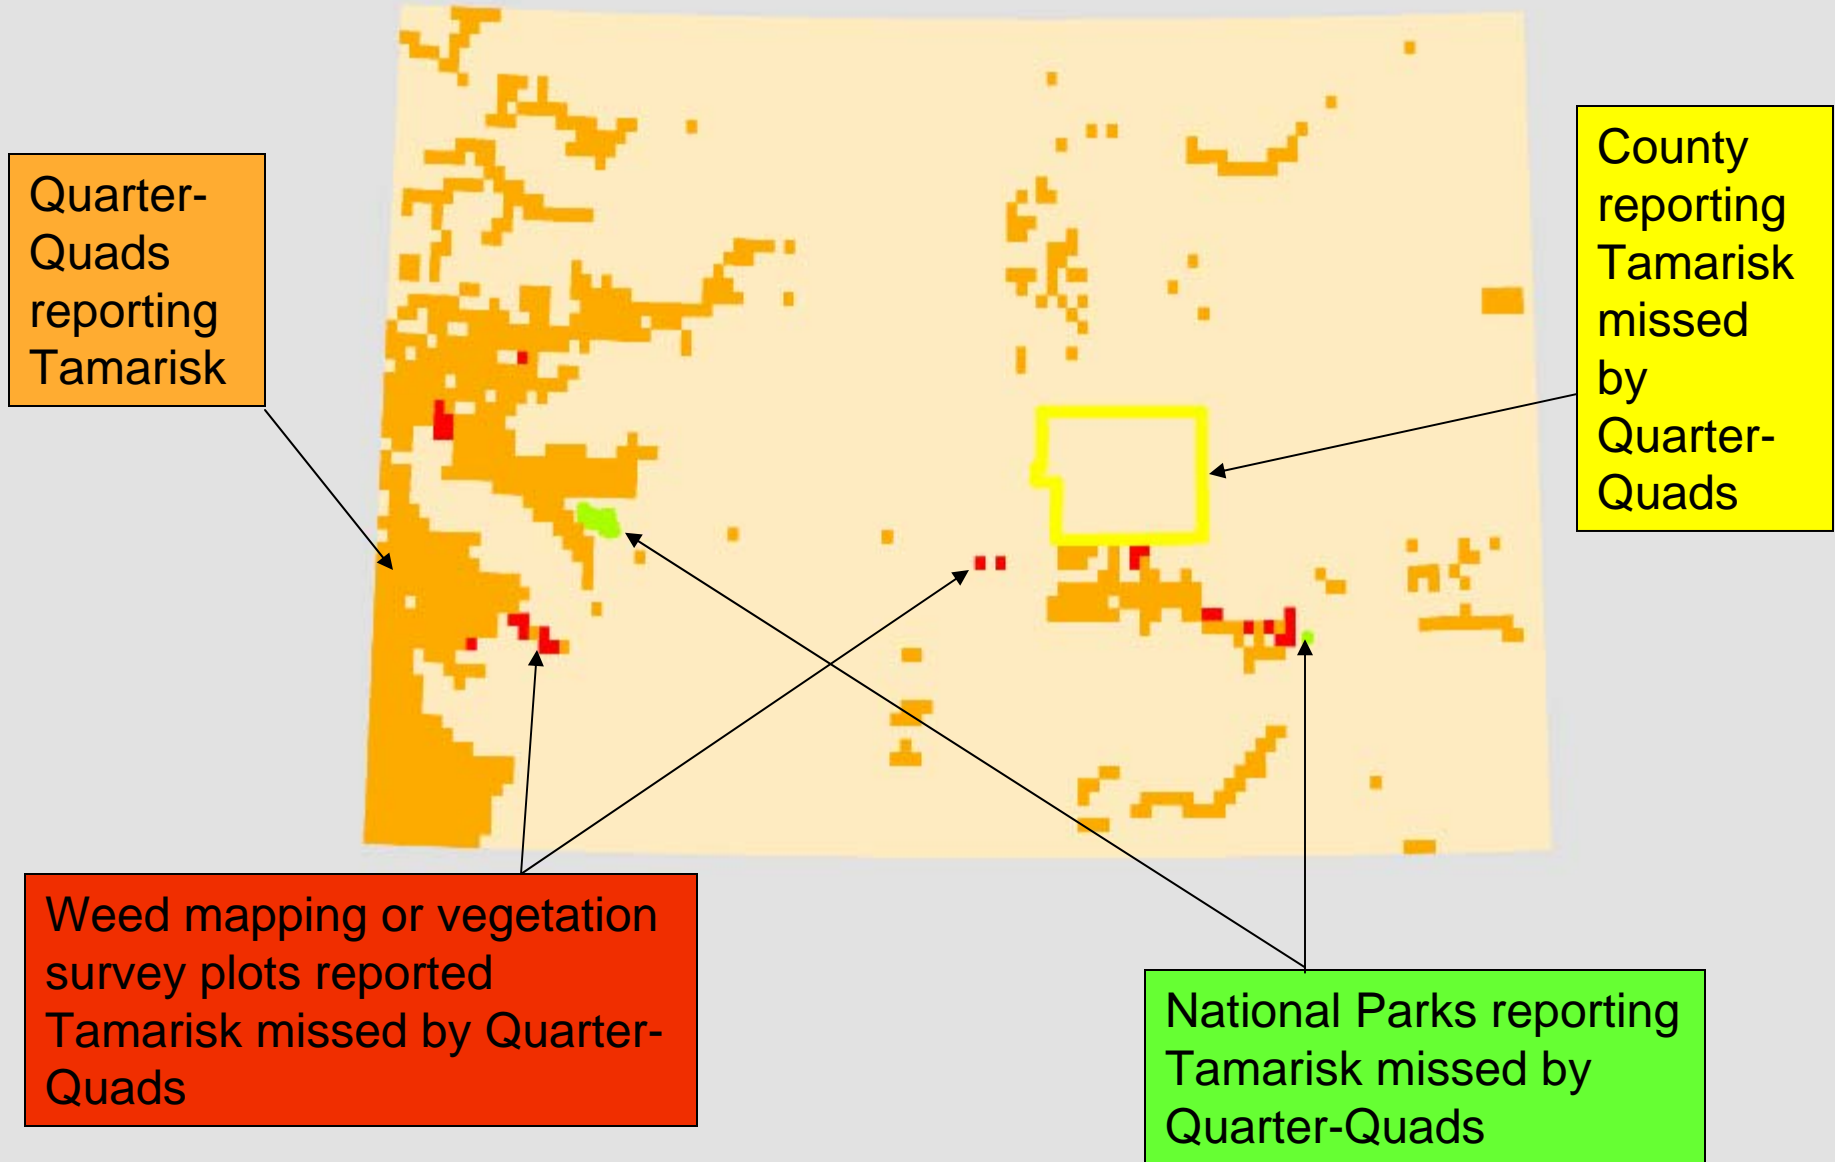 Quarter-
Quads
reporting
Tamarisk
County
reporting
Tamarisk
missed
by
Quarter-
Quads
Weed mapping or vegetation
survey plots reported
Tamarisk missed by Quarter-
Quads
National Parks reporting
Tamarisk missed by
Quarter-Quads